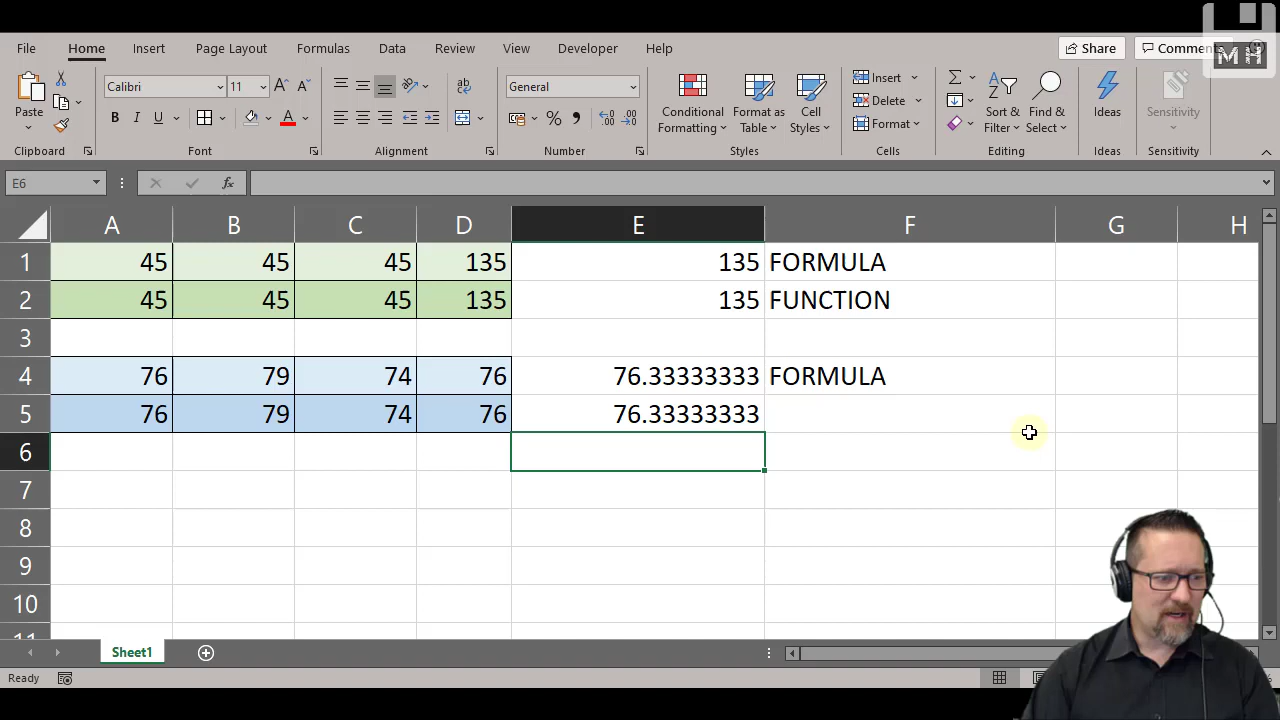 File Home Insert Page Layout Formulas Data Review View Developer Help Share Comments
MH
Calibri 11 General
Paste Conditional Formatting Format as Table Cell Styles Insert Delete Format Sort & Filter Find & Select Ideas Sensitivity
Clipboard Font Alignment Number Styles Cells Editing Ideas Sensitivity
E6 fx
A B C D E F G H
1 45 45 45 135 135 FORMULA
2 45 45 45 135 135 FUNCTION
3
4 76 79 74 76 76.33333333 FORMULA
5 76 79 74 76 76.33333333
6
7
8
9
10
11
Sheet1
Ready